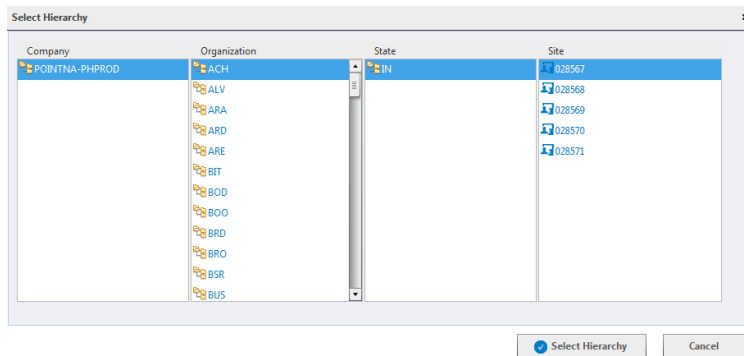 Select Hierarchy
Company Organization State Site
POINTNA-PHPROD ACH IN 028567
ALV 028568
ARA 028569
ARD 028570
ARE 028571
BIT
BOD
BOO
BRD
BRO
BSR
BUS
Select Hierarchy Cancel